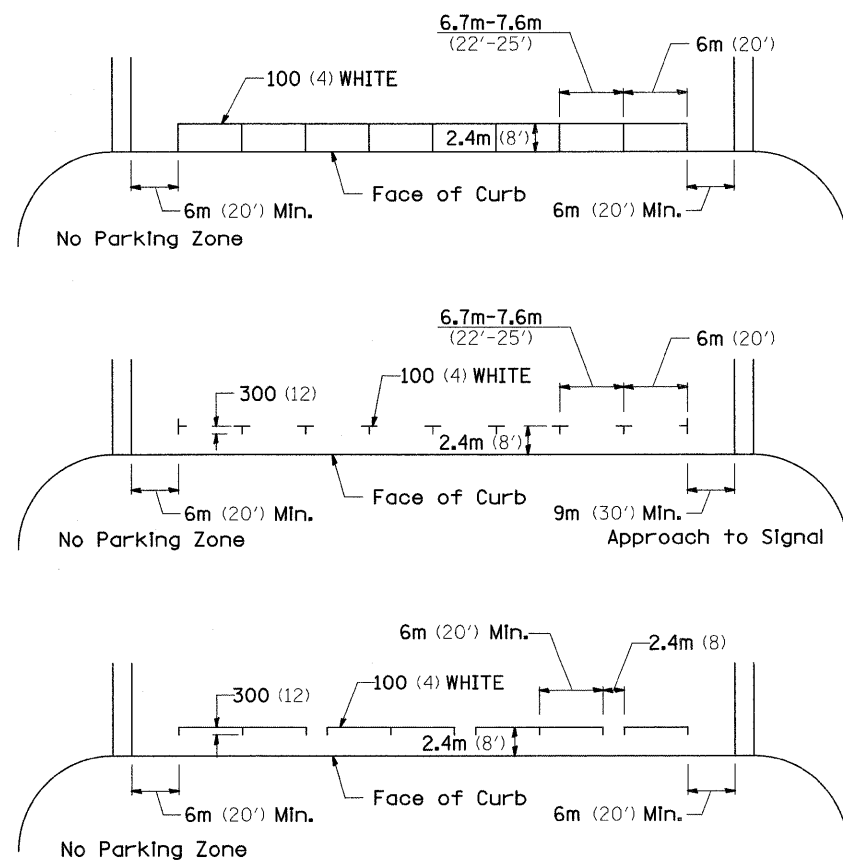 6.7m-7.6m
(22'-25')
6m (20')
100 (4) WHITE
2.4m (8')
Face of Curb
6m (20') Min.
6m (20') Min.
No Parking Zone
6.7m-7.6m
(22'-25')
6m (20')
100 (4) WHITE
300 (12)
2.4m (8')
Face of Curb
6m (20') Min.
9m (30') Min.
No Parking Zone
Approach to Signal
6m (20') Min.
2.4m (8)
100 (4) WHITE
300 (12)
2.4m (8')
Face of Curb
6m (20') Min.
6m (20') Min.
No Parking Zone